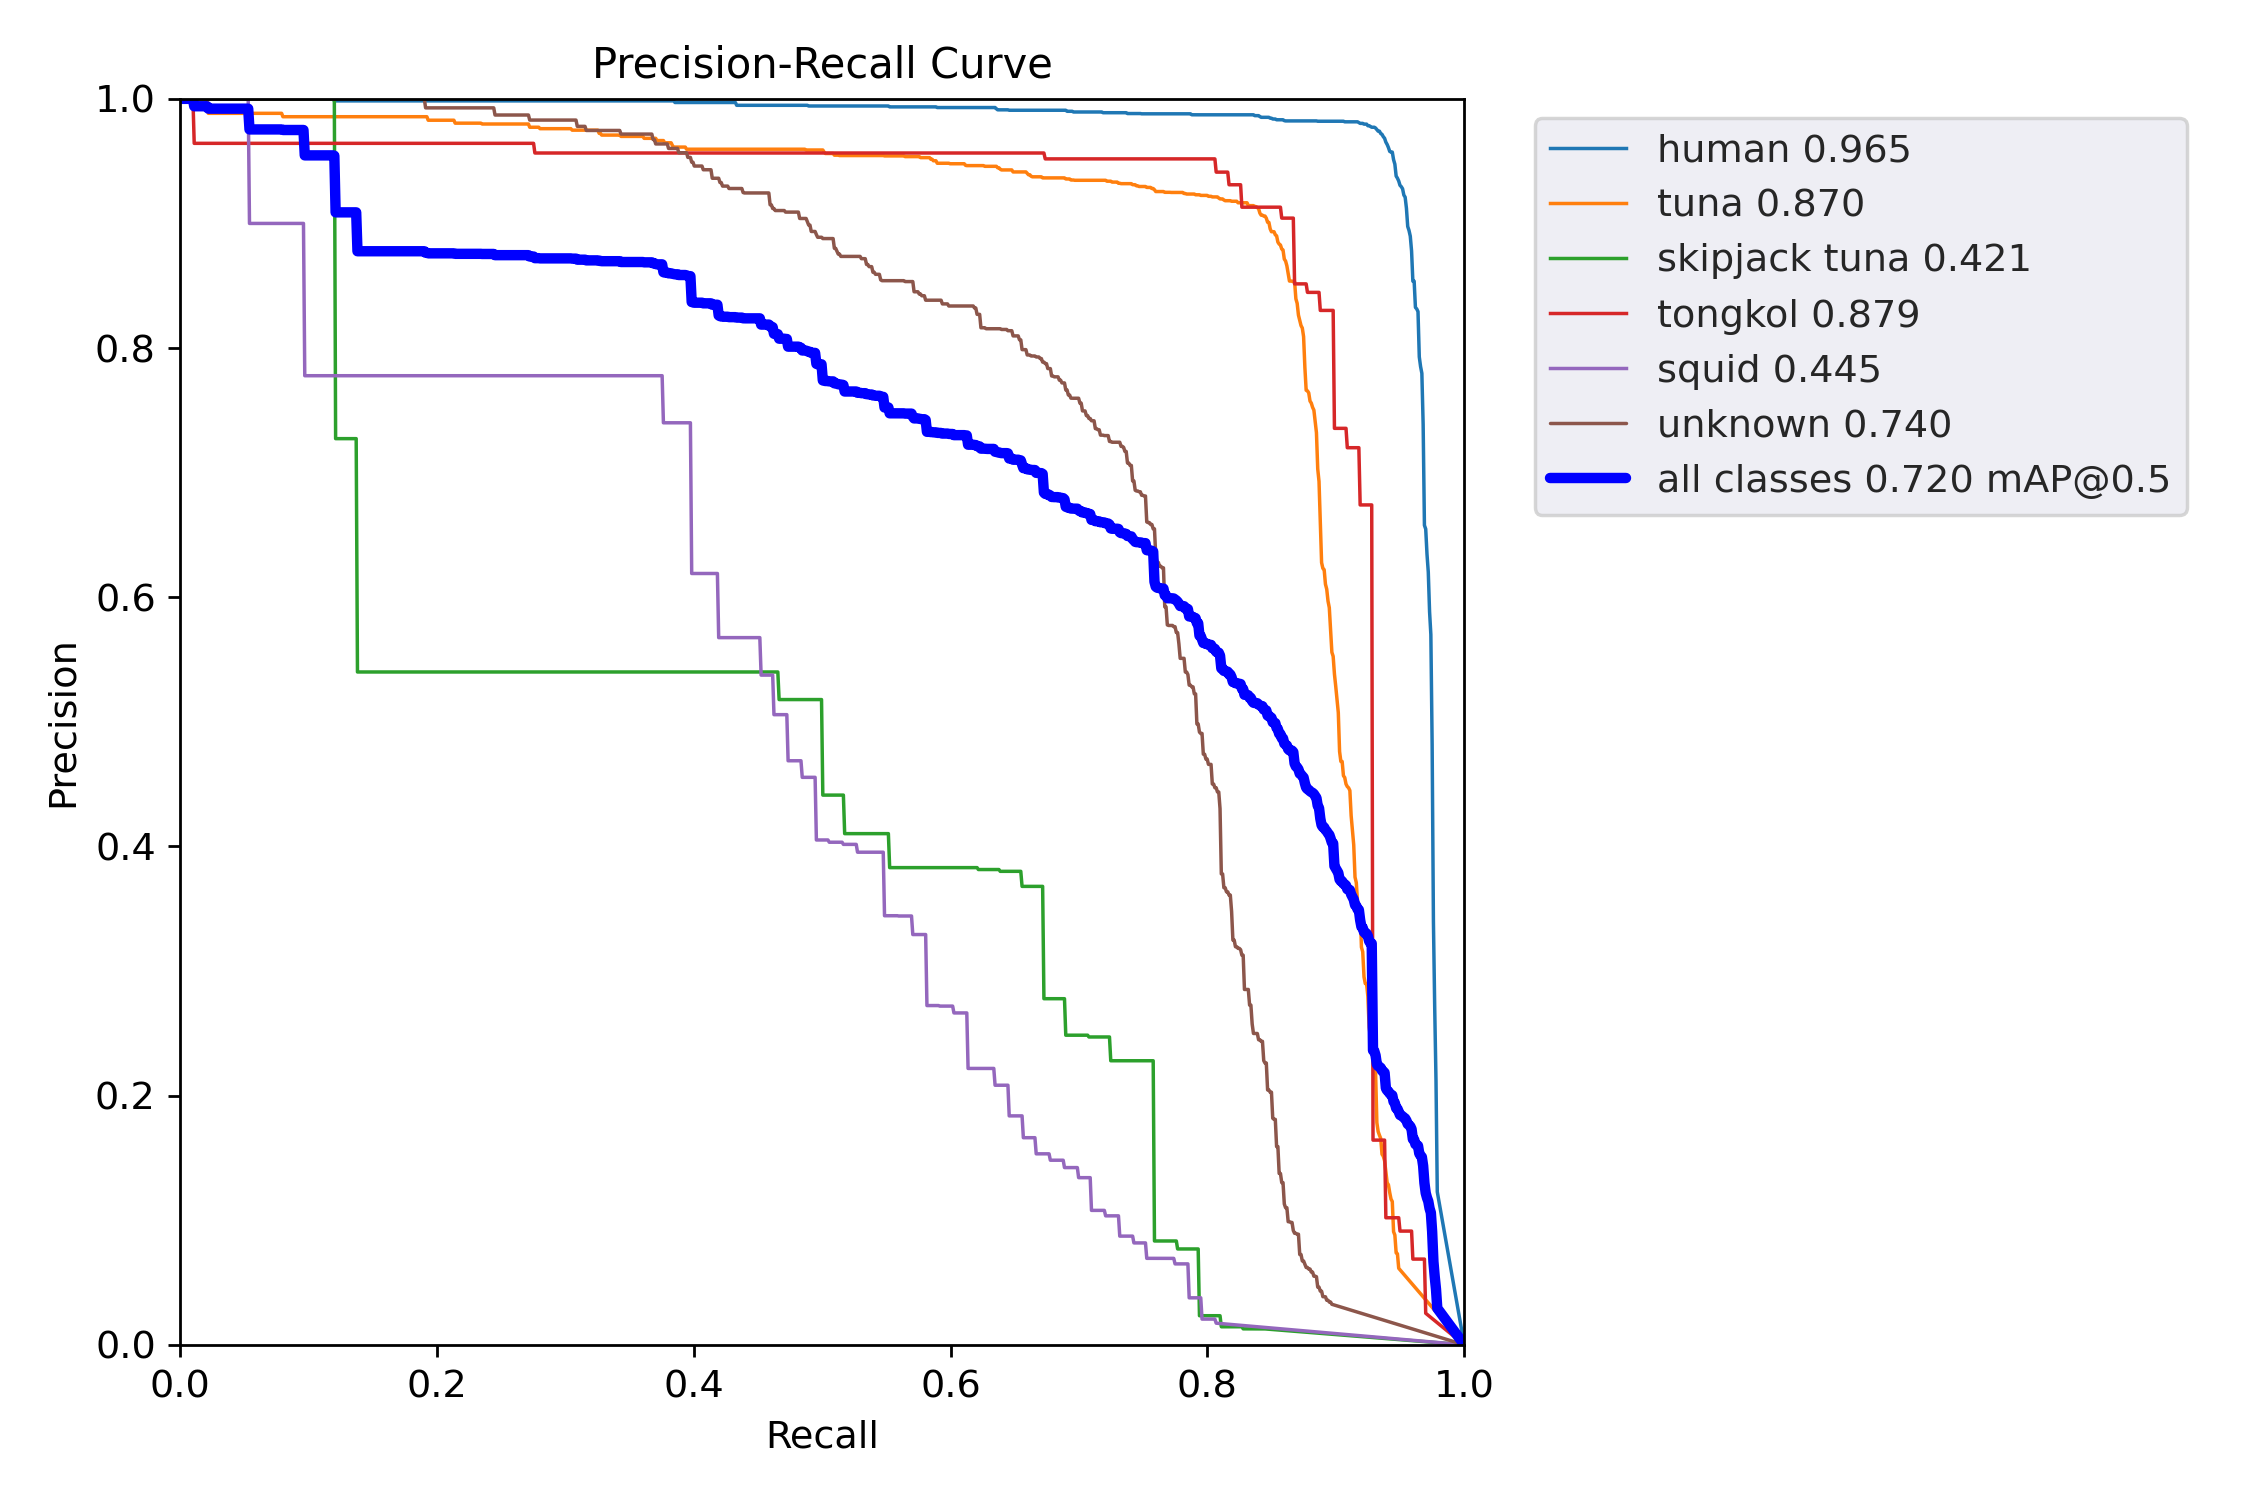 Precision-Recall Curve
1.0
0.8
0.6
0.4
0.2
0.0
Precision
0.0 0.2 0.4 0.6 0.8 1.0
Recall
human 0.965
tuna 0.870
skipjack tuna 0.421
tongkol 0.879
squid 0.445
unknown 0.740
all classes 0.720 mAP@0.5